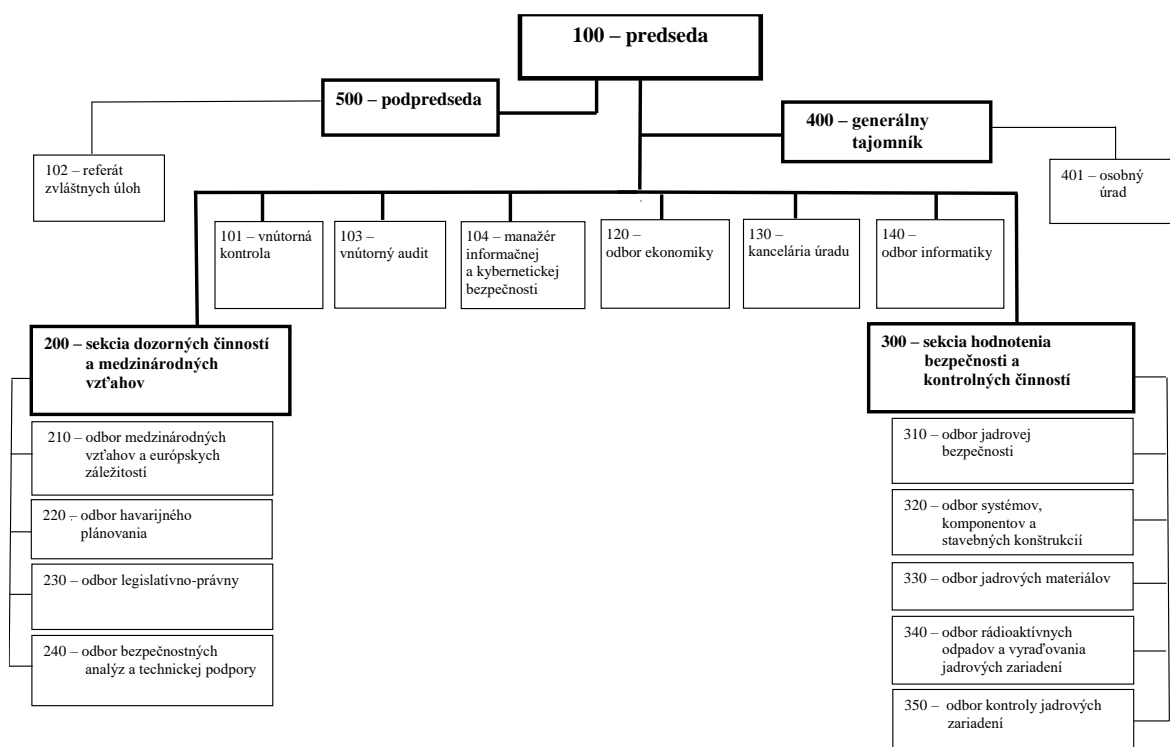 100 – predseda
500 – podpredseda
400 – generálny
tajomník
102 – referát
zvláštnych úloh
401 – osobný
úrad
101 – vnútorná
kontrola
103 –
vnútorný audit
104 – manažér
informačnej
a kybernetickej
bezpečnosti
120 –
odbor ekonomiky
130 –
kancelária úradu
140 –
odbor informatiky
200 – sekcia dozorných činností
a medzinárodných
vzťahov
210 – odbor medzinárodných
vzťahov a európskych
záležitostí
220 – odbor havarijného
plánovania
230 – odbor legislatívno-právny
240 – odbor bezpečnostných
analýz a technickej podpory
300 – sekcia hodnotenia
bezpečnosti a
kontrolných činností
310 – odbor jadrovej
bezpečnosti
320 – odbor systémov,
komponentov a
stavebných konštrukcií
330 – odbor jadrových materiálov
340 – odbor rádioaktívnych
odpadov a vyraďovania
jadrových zariadení
350 – odbor kontroly jadrových
zariadení